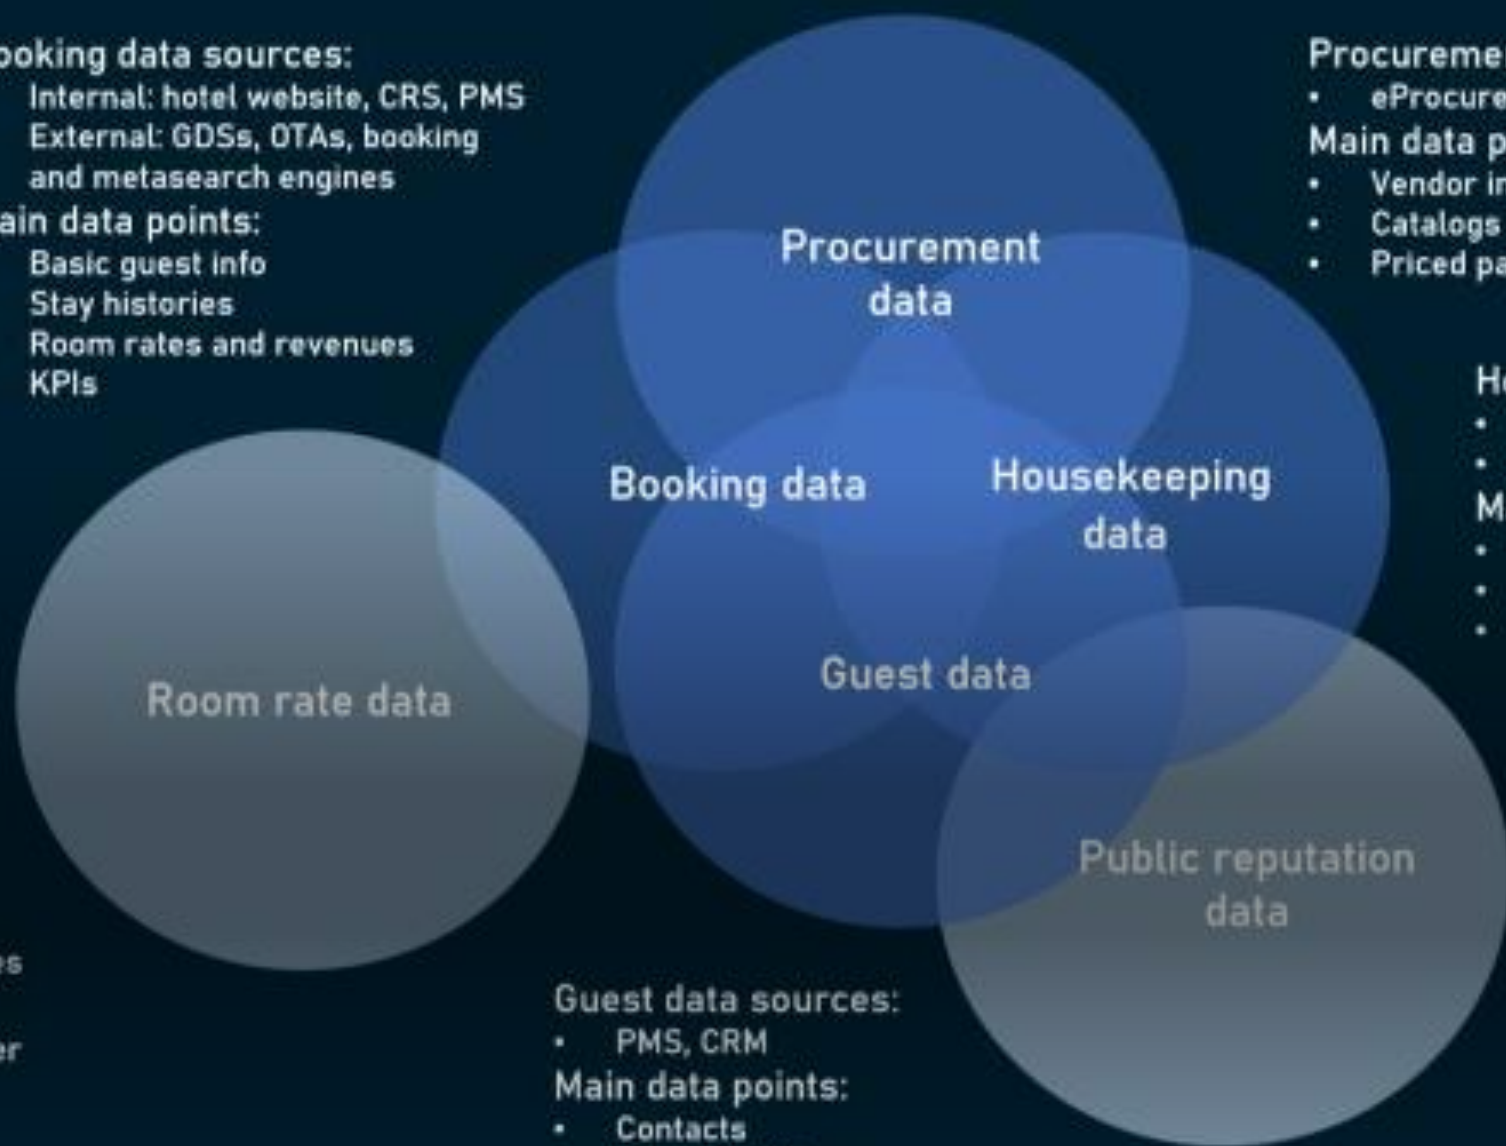 ooking data sources:
Internal: hotel website, CRS, PMS
External: GDSs, OTAs, booking
and metasearch engines
ain data points:
Basic guest info
Stay histories
Room rates and revenues
KPIs
Procureme
• eProcure
Main data p
• Vendor in
• Catalogs
• Priced pa
Procurement
data
Booking data
Housekeeping
data
Guest data
Room rate data
Public reputation
data
H
M
es
er
Guest data sources:
• PMS, CRM
Main data points:
• Contacts